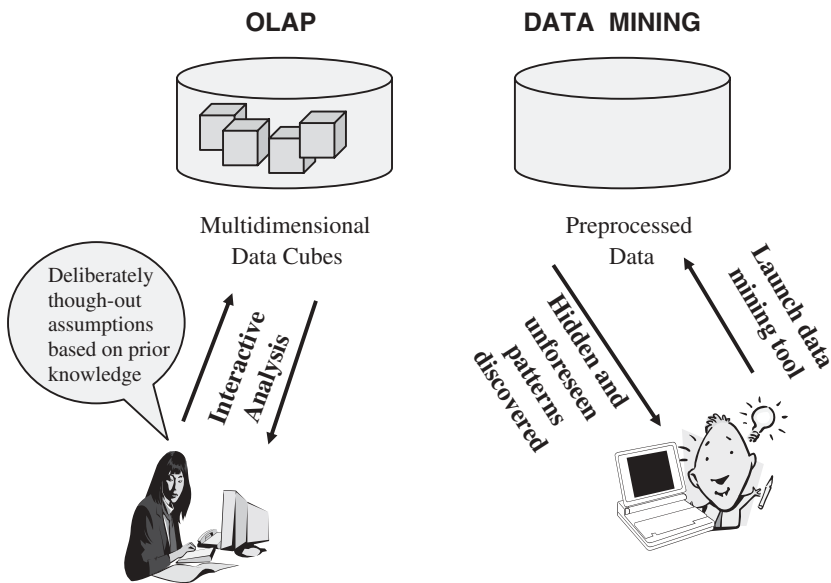 OLAP
DATA MINING
Multidimensional
Data Cubes
Preprocessed
Data
Deliberately
though-out
assumptions
based on prior
knowledge
Interactive
Analysis
Hidden and
unforeseen
patterns
discovered
Launch data
mining tool